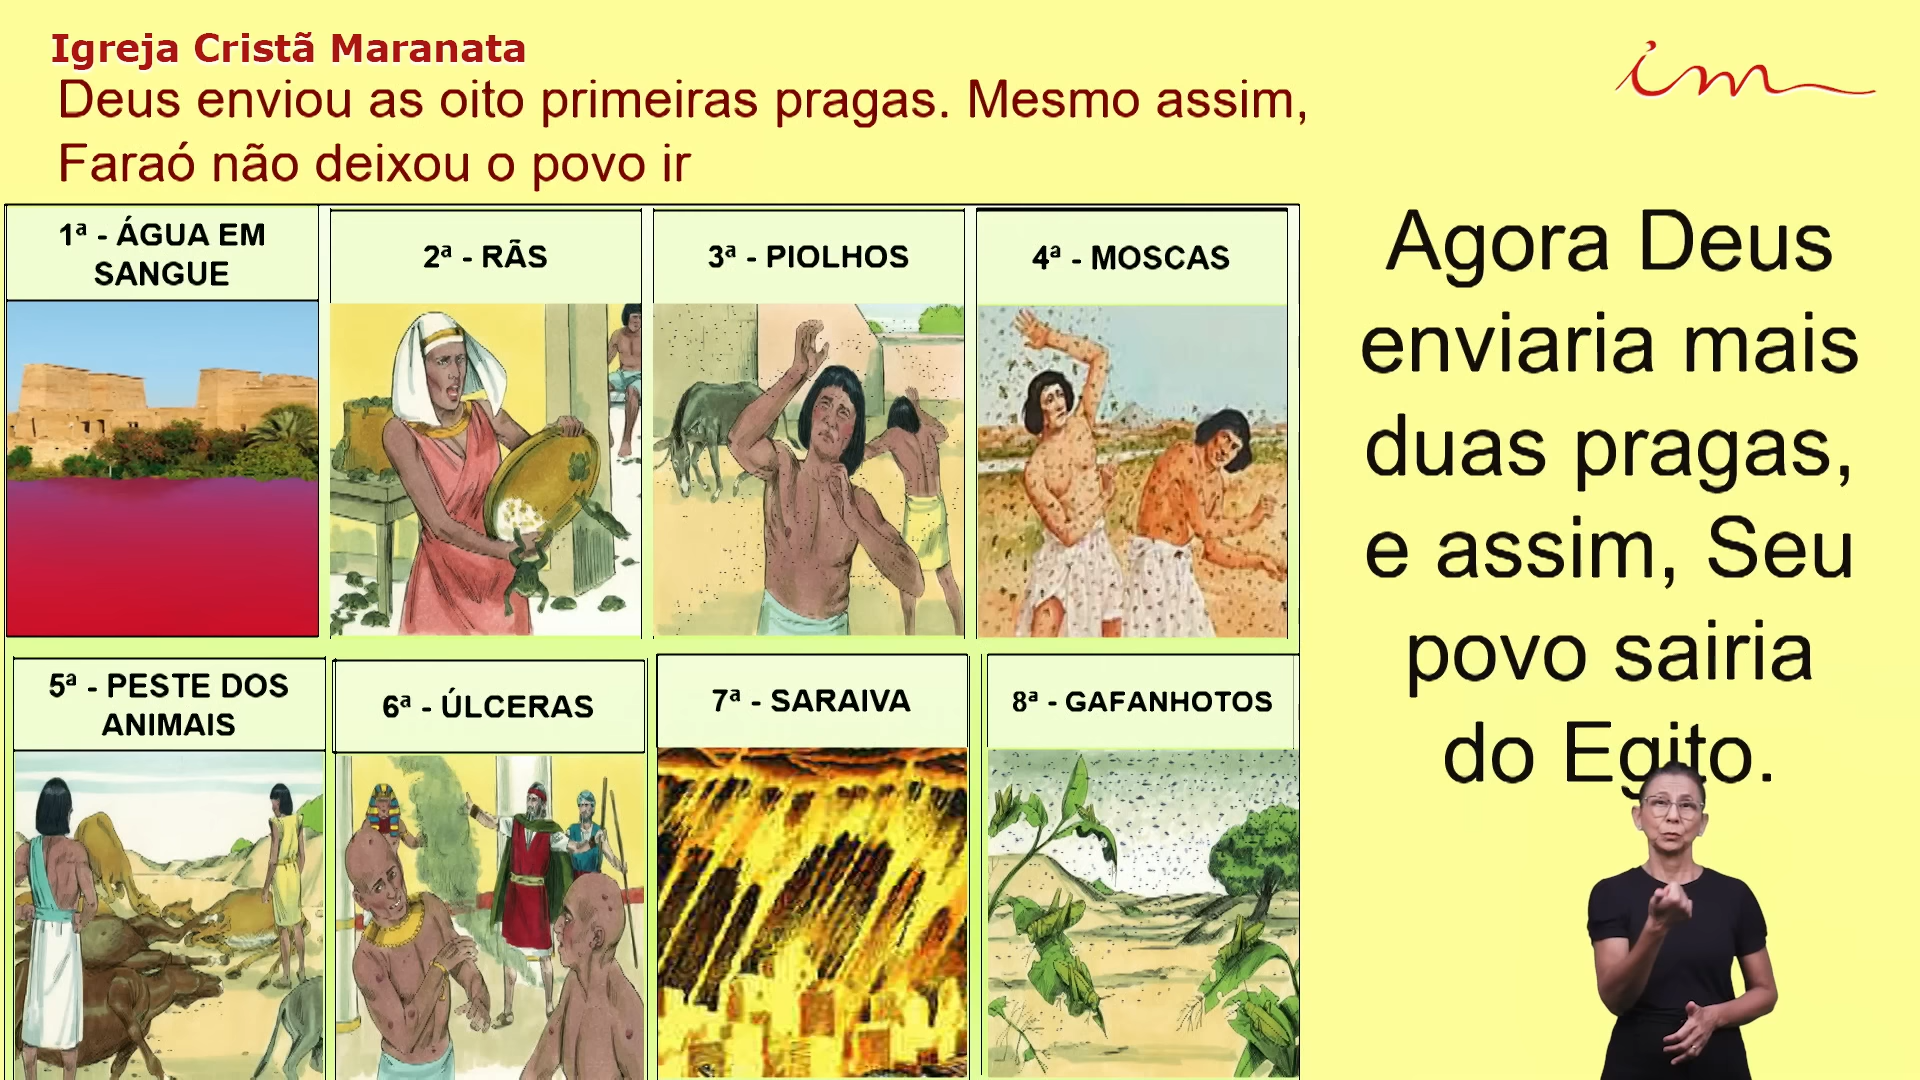 Igreja Cristã Maranata
Deus enviou as oito primeiras pragas. Mesmo assim,
Faraó não deixou o povo ir
im
1ª - ÁGUA EM
SANGUE
2ª - RÃS
3ª - PIOLHOS
4ª - MOSCAS
5ª - PESTE DOS
ANIMAIS
6ª - ÚLCERAS
7ª - SARAIVA
8ª - GAFANHOTOS
Agora Deus
enviaria mais
duas pragas,
e assim, Seu
povo sairia
do Egito.